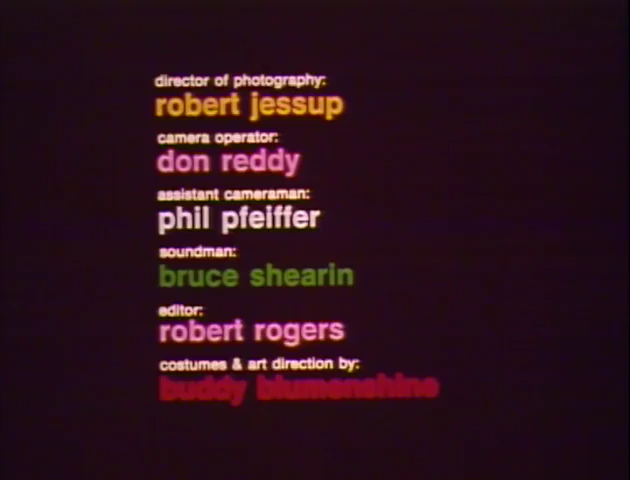 director of photography:
robert jessup
camera operator:
don reddy
assistant cameraman:
phil pfeiffer
soundman:
bruce shearin
editor:
robert rogers
costumes & art direction by:
buddy blumenshine